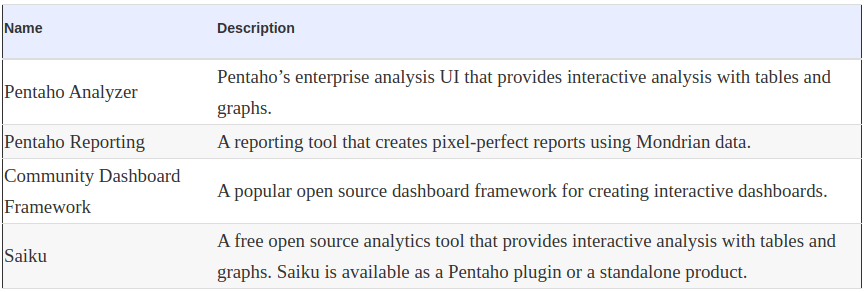 Name Description
Pentaho Analyzer Pentaho’s enterprise analysis UI that provides interactive analysis with tables and
graphs.
Pentaho Reporting A reporting tool that creates pixel-perfect reports using Mondrian data.
Community Dashboard
Framework A popular open source dashboard framework for creating interactive dashboards.
Saiku A free open source analytics tool that provides interactive analysis with tables and
graphs. Saiku is available as a Pentaho plugin or a standalone product.